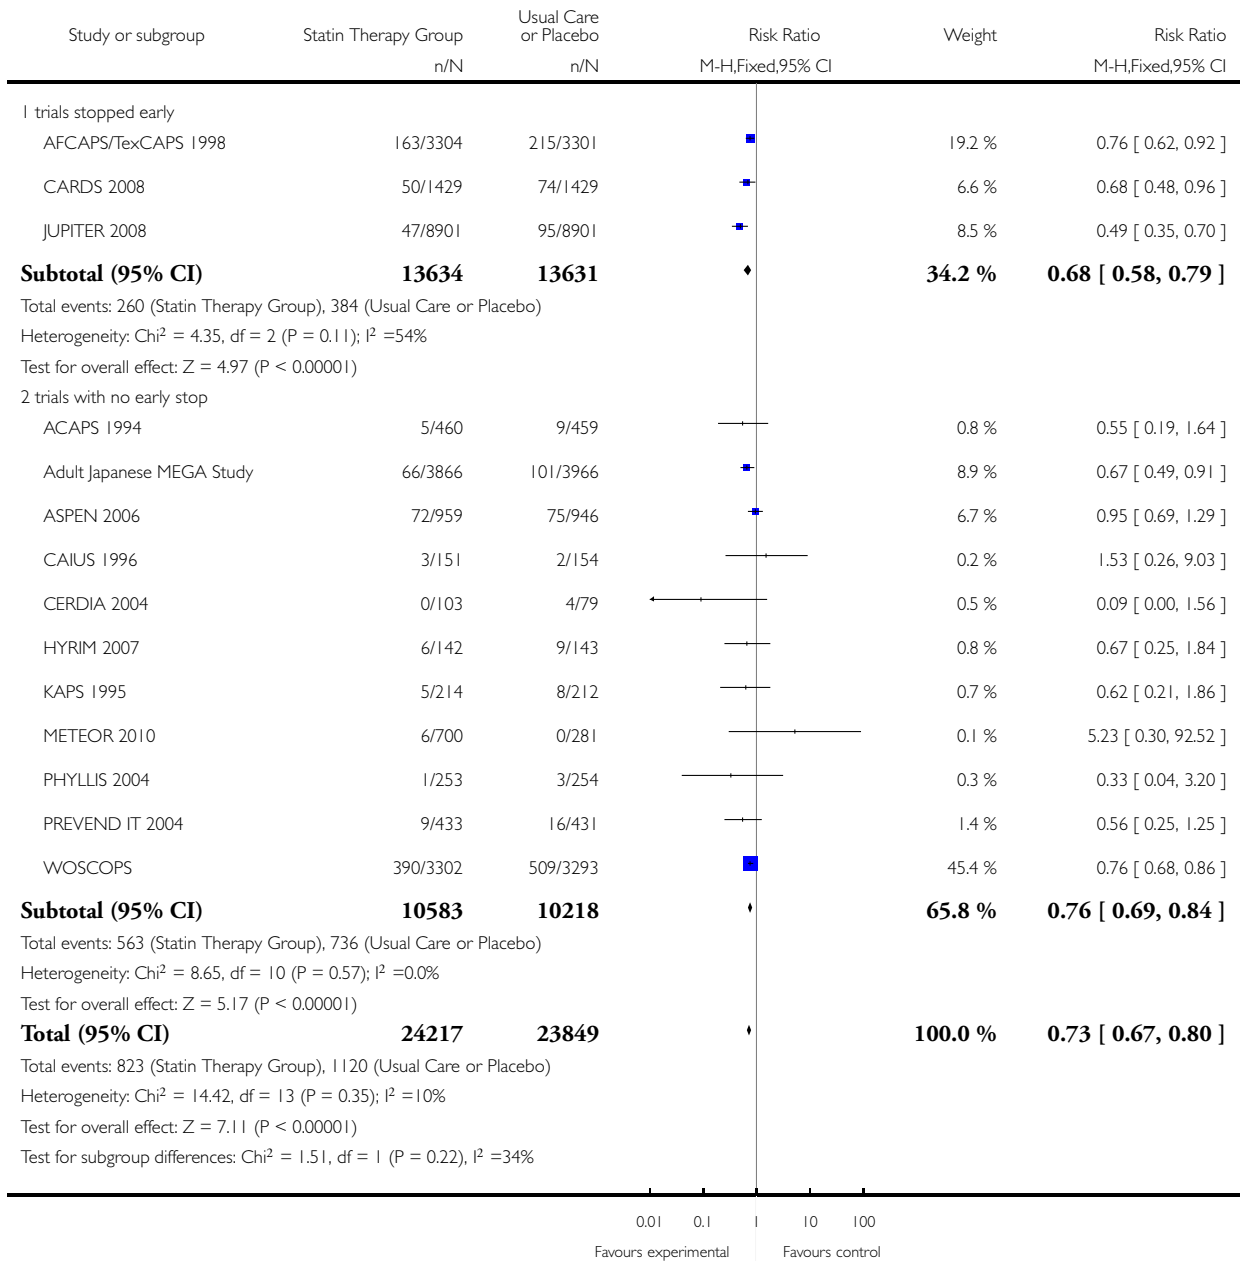 Study or subgroup Statin Therapy Group Usual Care or Placebo Risk Ratio Weight Risk Ratio
n/N n/N M-H,Fixed,95% CI M-H,Fixed,95% CI
1 trials stopped early
AFCAPS/TexCAPS 1998 163/3304 215/3301 19.2 % 0.76 [ 0.62, 0.92 ]
CARDS 2008 50/1429 74/1429 6.6 % 0.68 [ 0.48, 0.96 ]
JUPITER 2008 47/8901 95/8901 8.5 % 0.49 [ 0.35, 0.70 ]
Subtotal (95% CI) 13634 13631 34.2 % 0.68 [ 0.58, 0.79 ]
Total events: 260 (Statin Therapy Group), 384 (Usual Care or Placebo)
Heterogeneity: Chi² = 4.35, df = 2 (P = 0.11); I² =54%
Test for overall effect: Z = 4.97 (P < 0.00001)
2 trials with no early stop
ACAPS 1994 5/460 9/459 0.8 % 0.55 [ 0.19, 1.64 ]
Adult Japanese MEGA Study 66/3866 101/3966 8.9 % 0.67 [ 0.49, 0.91 ]
ASPEN 2006 72/959 75/946 6.7 % 0.95 [ 0.69, 1.29 ]
CAIUS 1996 3/151 2/154 0.2 % 1.53 [ 0.26, 9.03 ]
CERDIA 2004 0/103 4/79 0.5 % 0.09 [ 0.00, 1.56 ]
HYRIM 2007 6/142 9/143 0.8 % 0.67 [ 0.25, 1.84 ]
KAPS 1995 5/214 8/212 0.7 % 0.62 [ 0.21, 1.86 ]
METEOR 2010 6/700 0/281 0.1 % 5.23 [ 0.30, 92.52 ]
PHYLLIS 2004 1/253 3/254 0.3 % 0.33 [ 0.04, 3.20 ]
PREVEND IT 2004 9/433 16/431 1.4 % 0.56 [ 0.25, 1.25 ]
WOSCOPS 390/3302 509/3293 45.4 % 0.76 [ 0.68, 0.86 ]
Subtotal (95% CI) 10583 10218 65.8 % 0.76 [ 0.69, 0.84 ]
Total events: 563 (Statin Therapy Group), 736 (Usual Care or Placebo)
Heterogeneity: Chi² = 8.65, df = 10 (P = 0.57); I² =0.0%
Test for overall effect: Z = 5.17 (P < 0.00001)
Total (95% CI) 24217 23849 100.0 % 0.73 [ 0.67, 0.80 ]
Total events: 823 (Statin Therapy Group), 1120 (Usual Care or Placebo)
Heterogeneity: Chi² = 14.42, df = 13 (P = 0.35); I² =10%
Test for overall effect: Z = 7.11 (P < 0.00001)
Test for subgroup differences: Chi² = 1.51, df = 1 (P = 0.22), I² =34%
0.01 0.1 1 10 100
Favours experimental Favours control